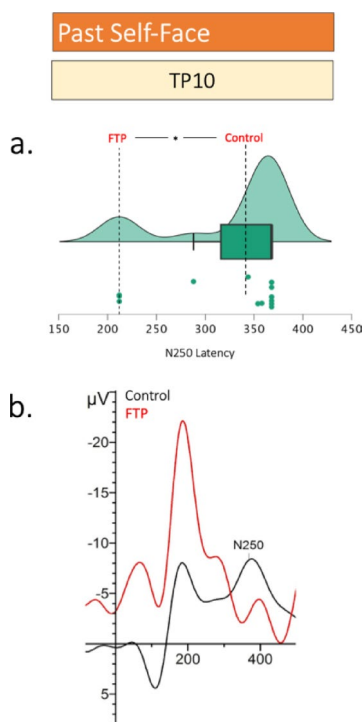 Past Self-Face
TP10
FTP * Control
a.
150 200 250 300 350 400 450
N250 Latency
b.
µV
Control
FTP
-20
-15
-10
N250
-5
200 400
5